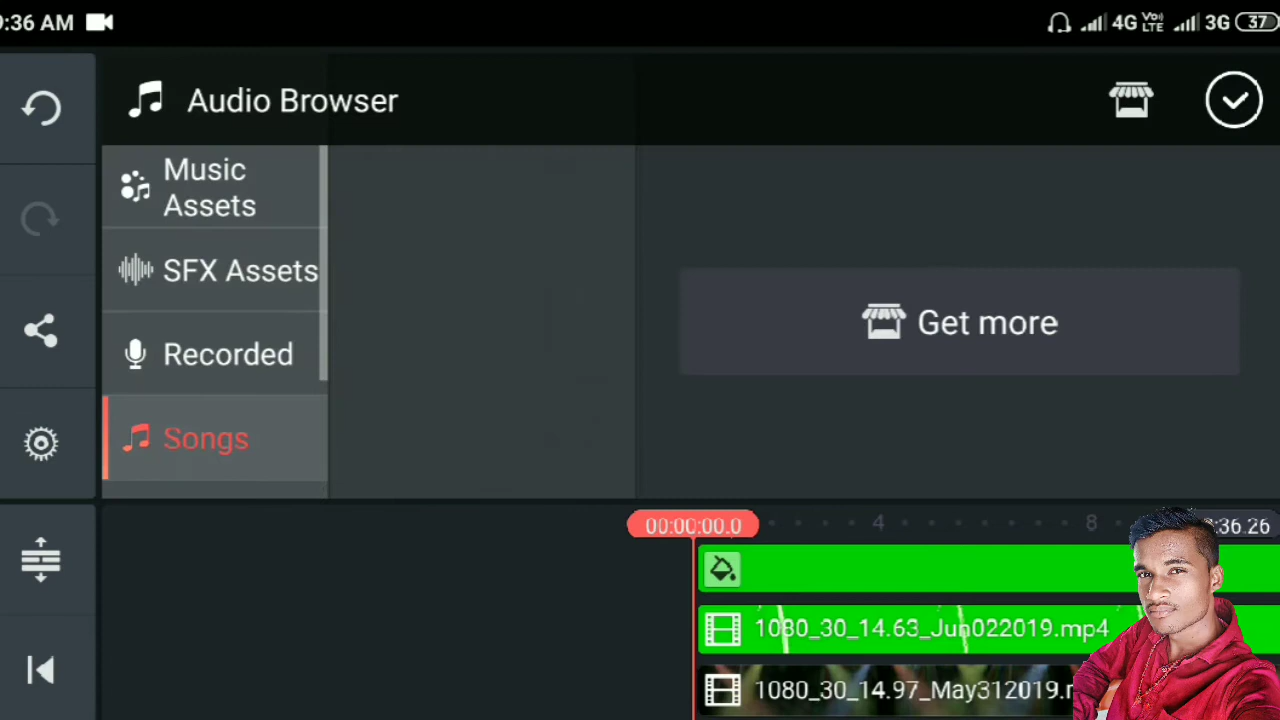 9:36 AM
4G VoLTE 3G 37
Audio Browser
Music
Assets
SFX Assets
Recorded
Songs
Get more
00:00:00.0
4
8
:36.26
1080_30_14.63_Jun022019.mp4
1080_30_14.97_May312019.m